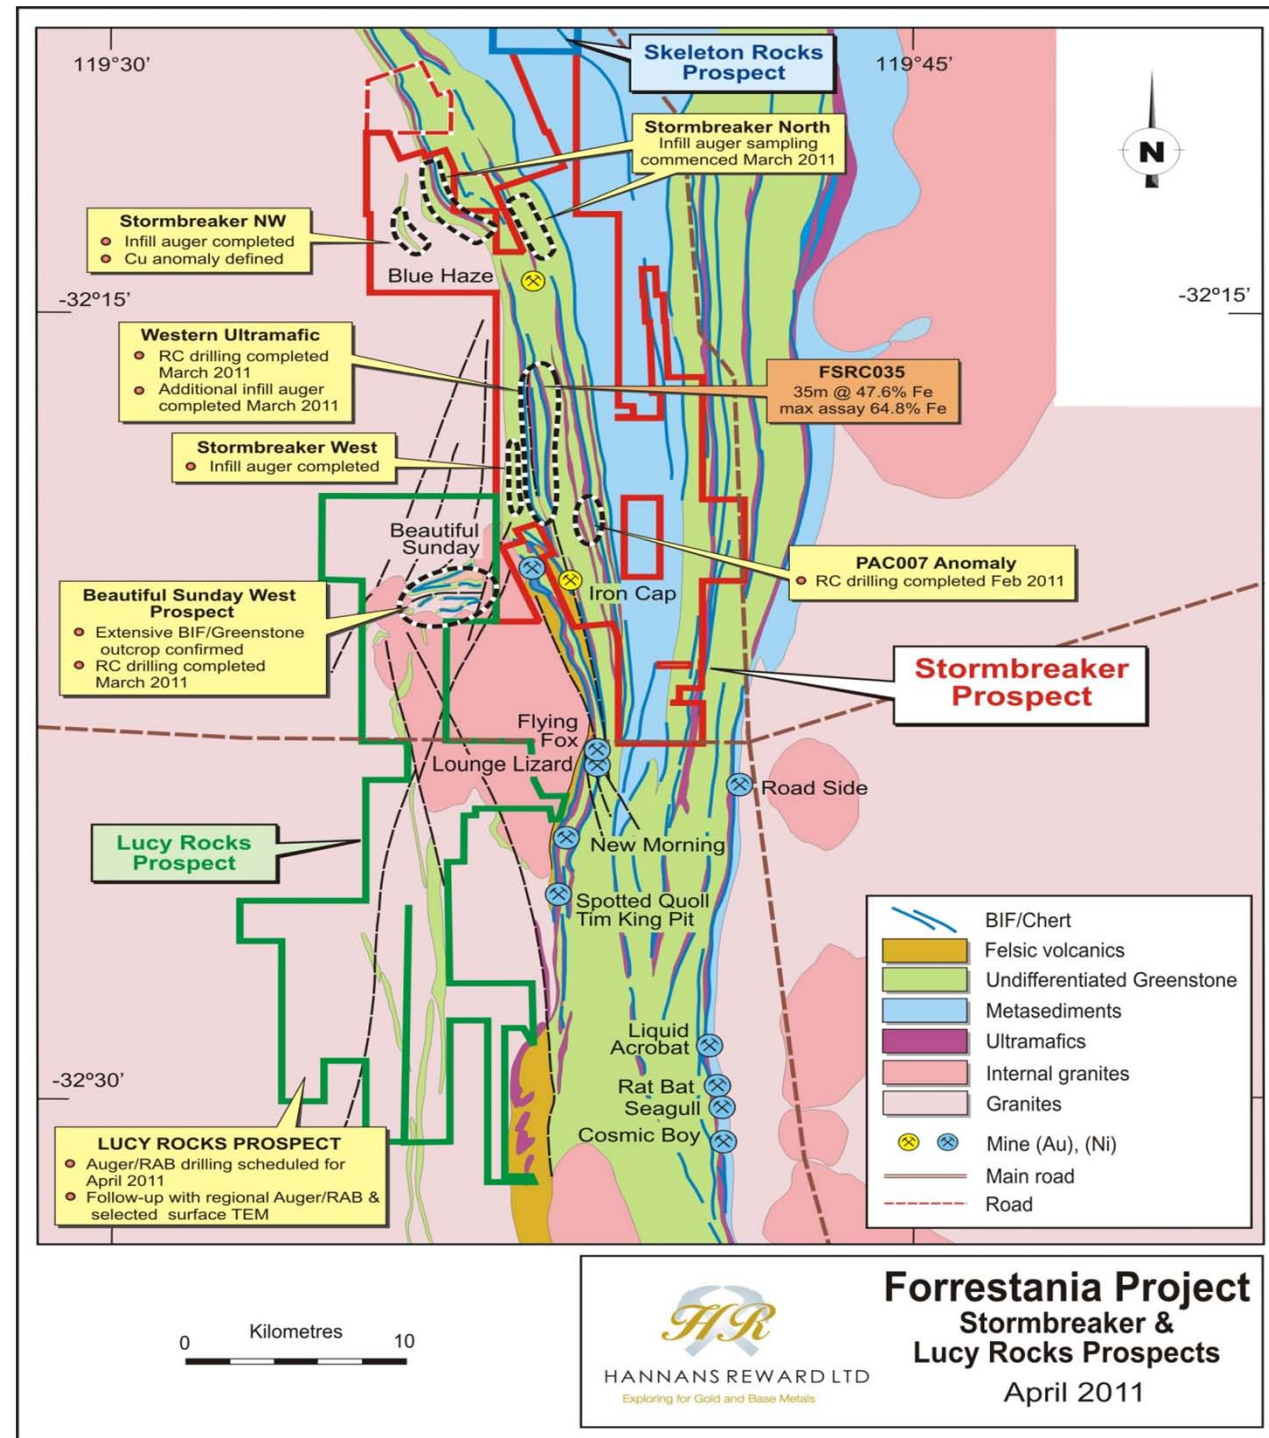 119°30'
Skeleton Rocks
Prospect
119°45'
Stormbreaker North
Infill auger sampling
commenced March 2011
N
Stormbreaker NW
Infill auger completed
Cu anomaly defined
Blue Haze
-32°15'
-32°15'
Western Ultramafic
RC drilling completed
March 2011
Additional infill auger
completed March 2011
FSRC035
35m @ 47.6% Fe
max assay 64.8% Fe
Stormbreaker West
Infill auger completed
Beautiful
Sunday
PAC007 Anomaly
RC drilling completed Feb 2011
Iron Cap
Beautiful Sunday West
Prospect
Extensive BIF/Greenstone
outcrop confirmed
RC drilling completed
March 2011
Stormbreaker
Prospect
Flying
Fox
Lounge Lizard
Road Side
Lucy Rocks
Prospect
New Morning
Spotted Quoll
Tim King Pit
BIF/Chert
Felsic volcanics
Undifferentiated Greenstone
Metasediments
Ultramafics
Internal granites
Granites
Mine (Au), (Ni)
Main road
Road
Liquid
Acrobat
Rat Bat
Seagull
Cosmic Boy
-32°30'
LUCY ROCKS PROSPECT
Auger/RAB drilling scheduled for
April 2011
Follow-up with regional Auger/RAB &
selected surface TEM
Kilometres
0 10
HR
HANNANS REWARD LTD
Exploring for Gold and Base Metals
Forrestania Project
Stormbreaker &
Lucy Rocks Prospects
April 2011